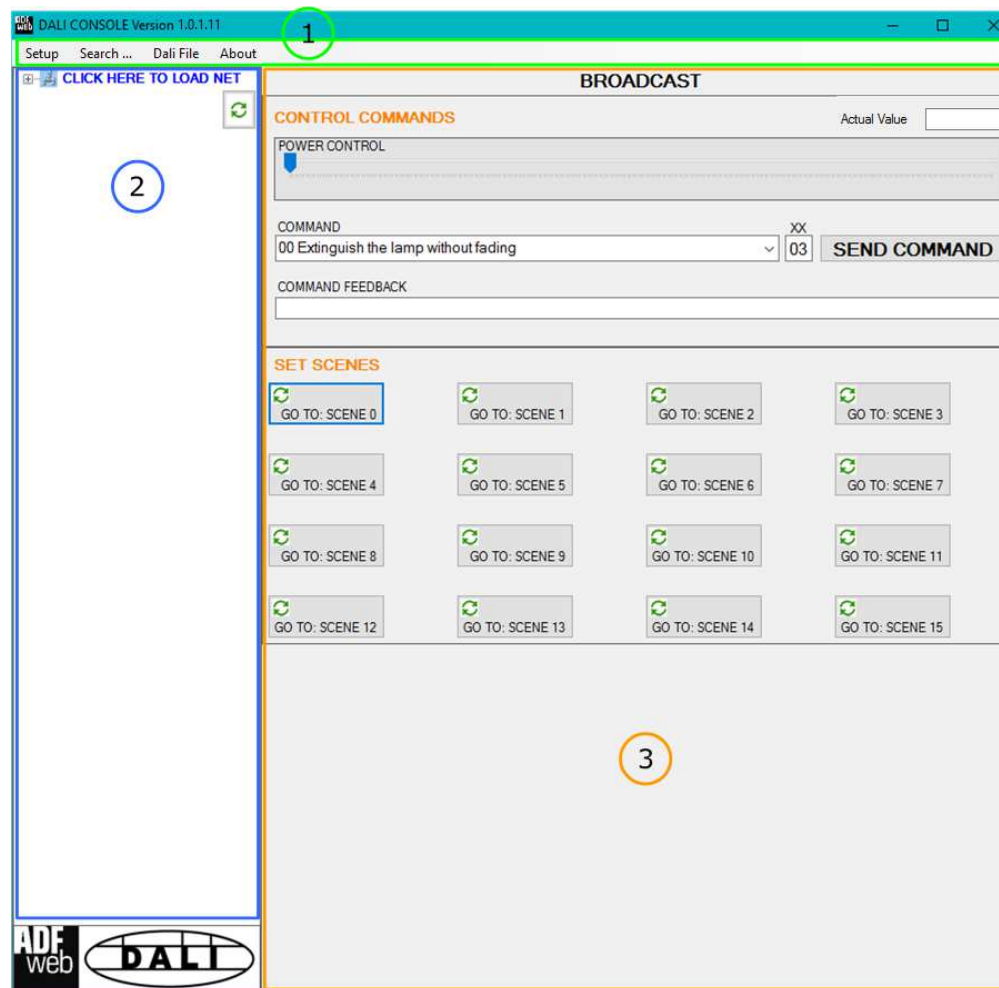 ADF web DALI CONSOLE Version 1.0.1.11
1
Setup Search ... Dali File About
CLICK HERE TO LOAD NET
2
BROADCAST
CONTROL COMMANDS
Actual Value
POWER CONTROL
COMMAND
XX
00 Extinguish the lamp without fading
03
SEND COMMAND
COMMAND FEEDBACK
SET SCENES
GO TO: SCENE 0
GO TO: SCENE 1
GO TO: SCENE 2
GO TO: SCENE 3
GO TO: SCENE 4
GO TO: SCENE 5
GO TO: SCENE 6
GO TO: SCENE 7
GO TO: SCENE 8
GO TO: SCENE 9
GO TO: SCENE 10
GO TO: SCENE 11
GO TO: SCENE 12
GO TO: SCENE 13
GO TO: SCENE 14
GO TO: SCENE 15
3
ADF
web
DALI